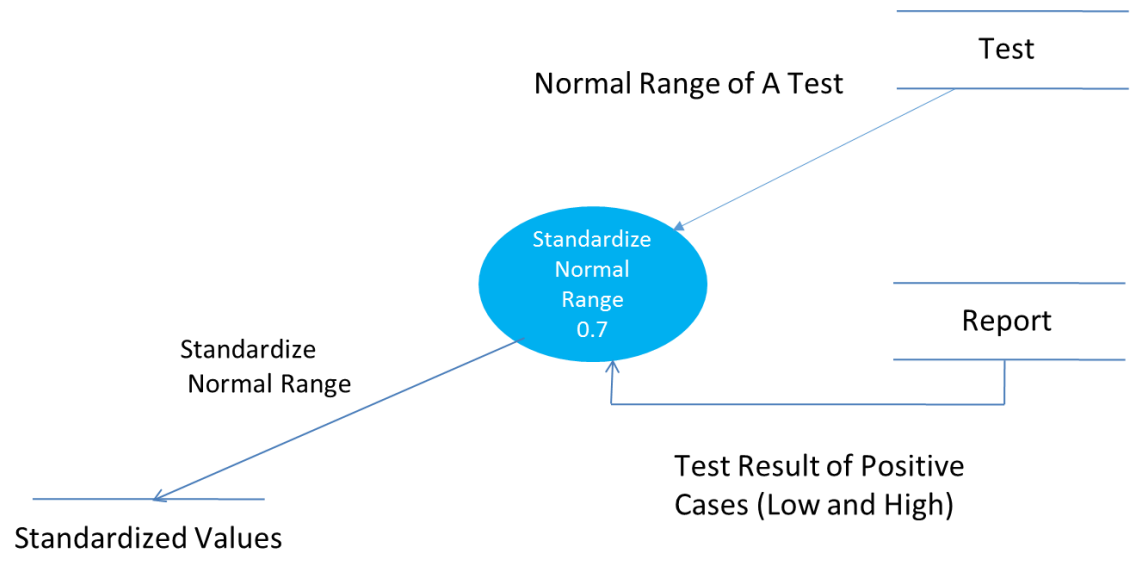 Test
Normal Range of A Test
Standardize
Normal
Range
0.7
Report
Standardize
Normal Range
Test Result of Positive
Cases (Low and High)
Standardized Values